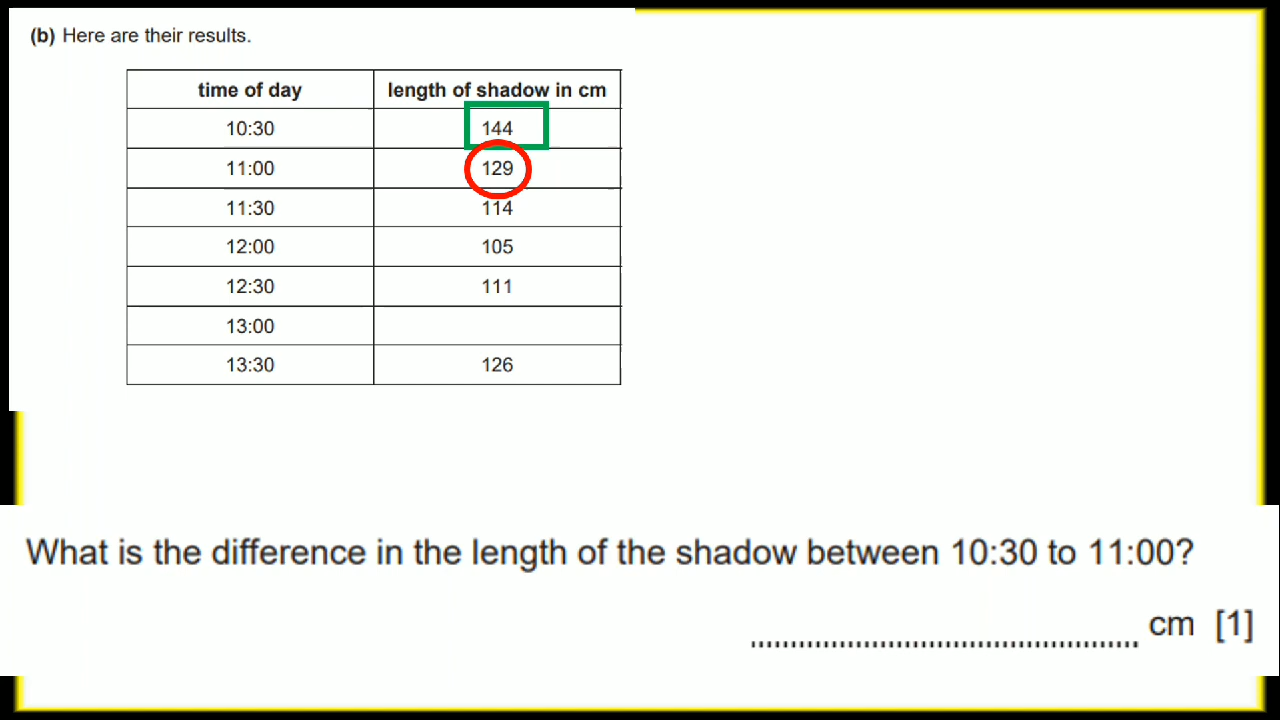 (b) Here are their results.
time of day length of shadow in cm
10:30 144
11:00 129
11:30 114
12:00 105
12:30 111
13:00
13:30 126
What is the difference in the length of the shadow between 10:30 to 11:00?
................................................ cm [1]